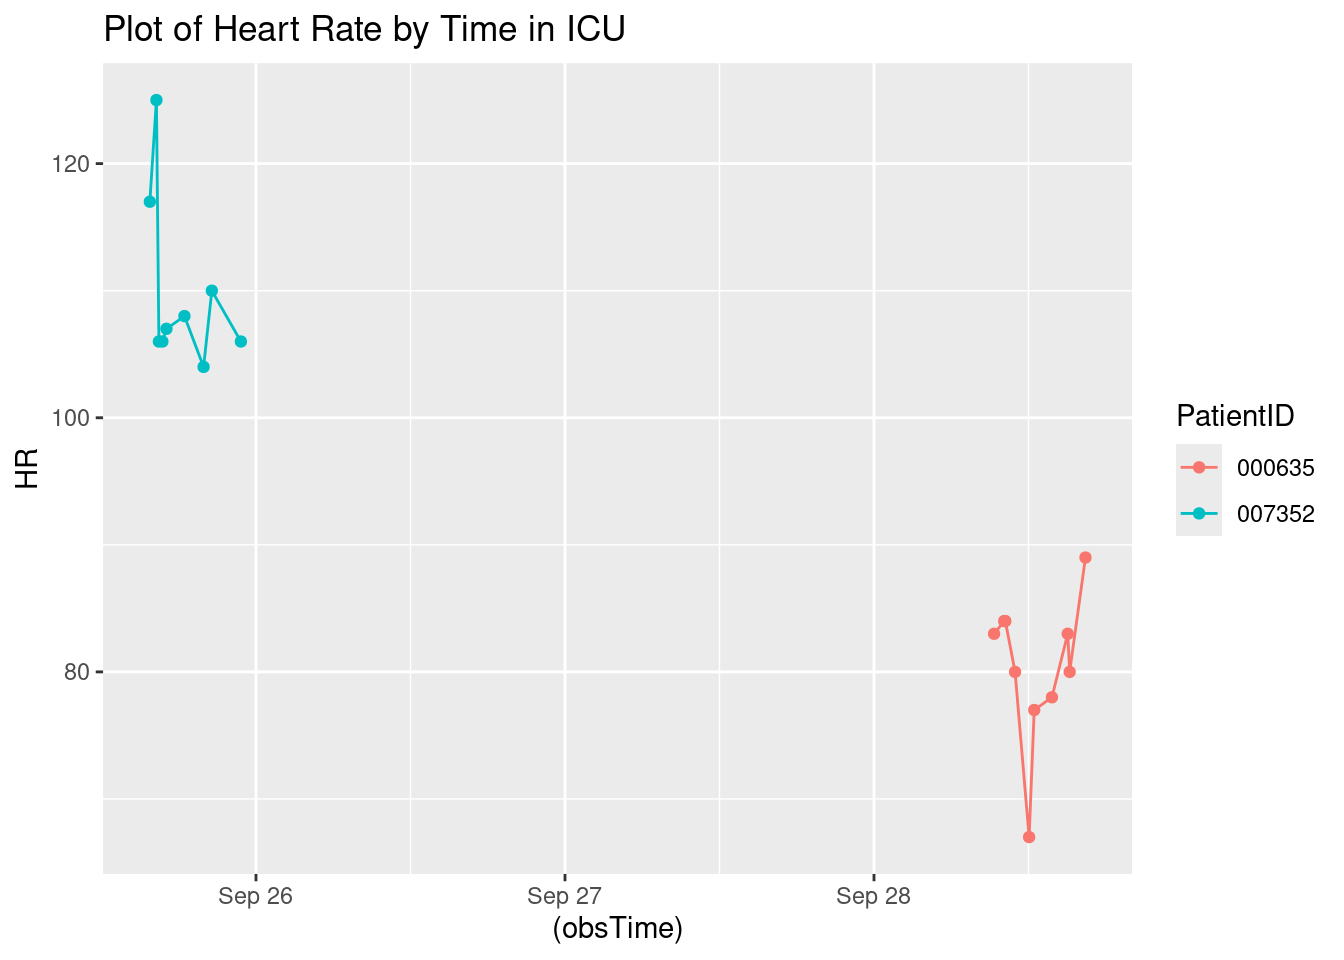 Plot of Heart Rate by Time in ICU
120
100
80
HR
Sep 26
Sep 27
Sep 28
(obsTime)
PatientID
000635
007352